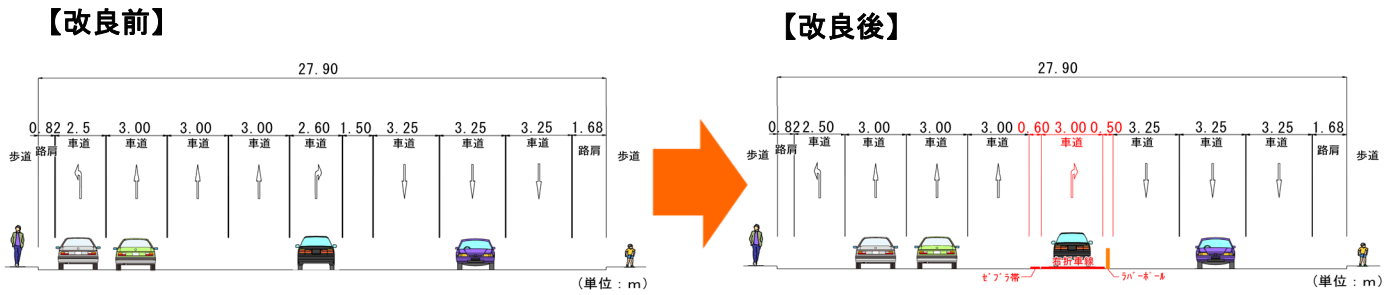 【改良前】
27.90
0.82 2.5 3.00 3.00 3.00 2.60 1.50 3.25 3.25 3.25 1.68
歩道 路肩 車道 車道 車道 車道 車道 車道 車道 車道 路肩 歩道
(単位:m)
【改良後】
27.90
0.82 2.50 3.00 3.00 3.00 0.60 3.00 0.50 3.25 3.25 3.25 1.68
歩道 路肩 車道 車道 車道 車道 車道 車道 車道 車道 路肩 歩道
右折車線
ゼブラ帯 ラバーポール
(単位:m)